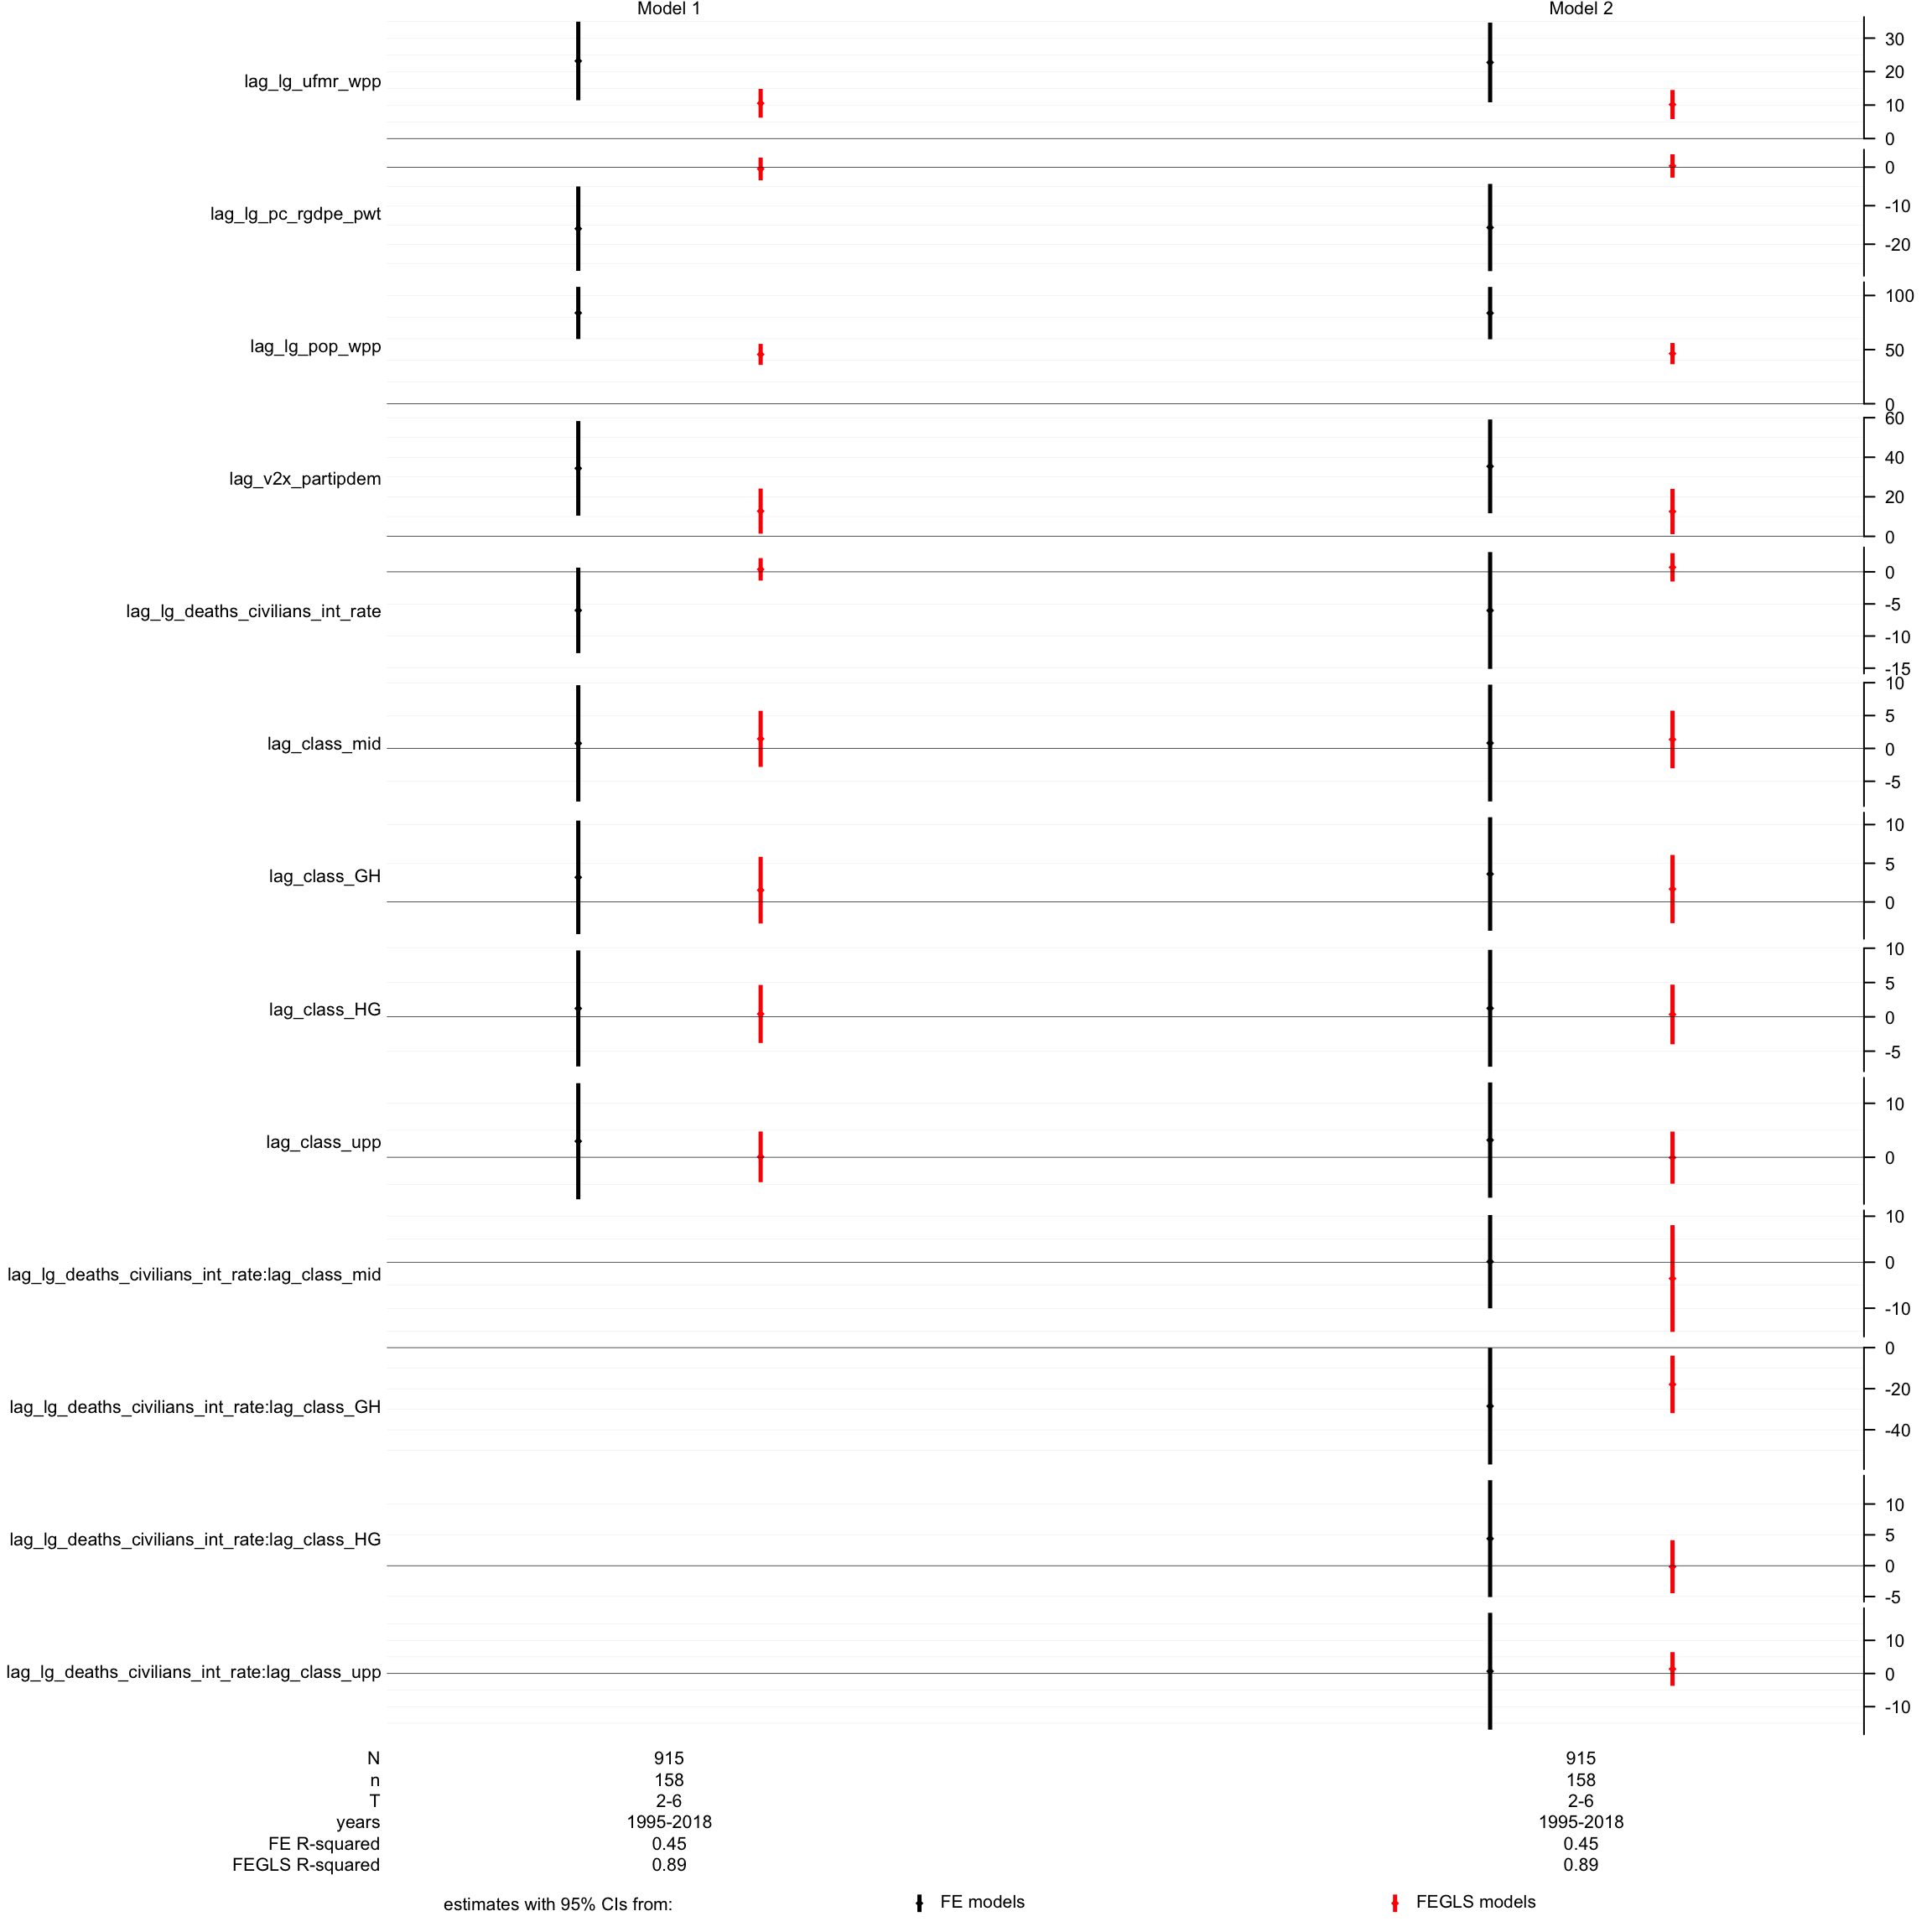 Model 1 Model 2
lag_lg_ufmr_wpp
30
20
10
0
lag_lg_pc_rgdpe_pwt
0
-10
-20
lag_lg_pop_wpp
100
50
0
lag_v2x_partipdem
60
40
20
0
lag_lg_deaths_civilians_int_rate
0
-5
-10
-15
lag_class_mid
10
5
0
-5
lag_class_GH
10
5
0
lag_class_HG
10
5
0
-5
lag_class_upp
10
0
lag_lg_deaths_civilians_int_rate:lag_class_mid
10
0
-10
lag_lg_deaths_civilians_int_rate:lag_class_GH
0
-20
-40
lag_lg_deaths_civilians_int_rate:lag_class_HG
10
5
0
-5
lag_lg_deaths_civilians_int_rate:lag_class_upp
10
0
-10
N 915 915
n 158 158
T 2-6 2-6
years 1995-2018 1995-2018
FE R-squared 0.45 0.45
FEGLS R-squared 0.89 0.89
estimates with 95% CIs from: FE models FEGLS models